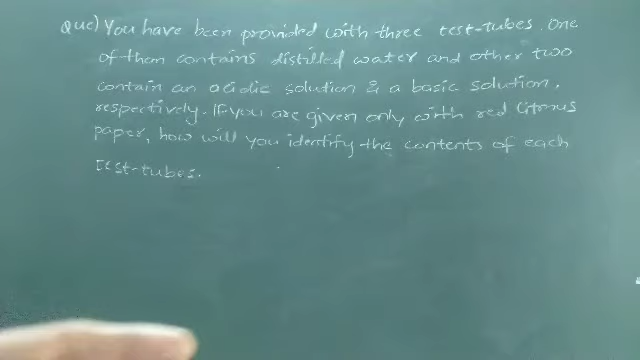 Que) You have been provided with three test-tubes. One
of them contains distilled water and other two
contain an acidic solution & a basic solution,
respectively. If you are given only with red litmus
paper, how will you identify the contents of each
test-tubes.